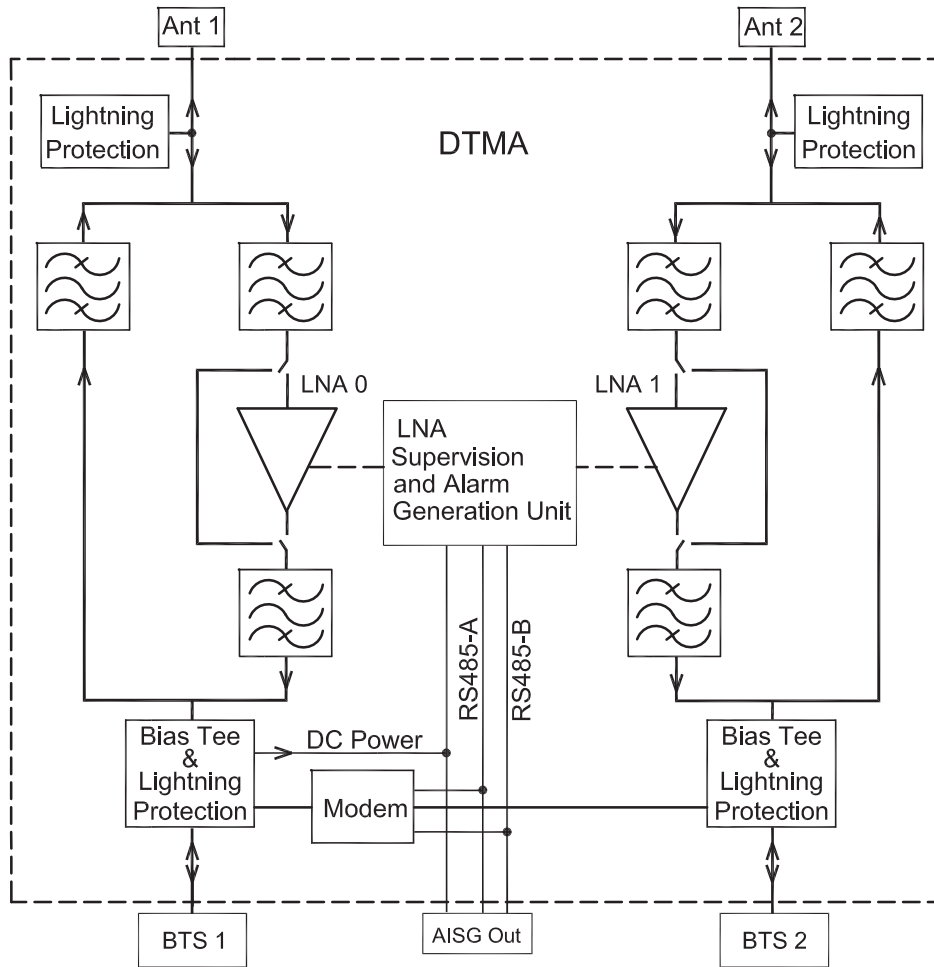 Ant 1
Ant 2
Lightning
Protection
DTMA
Lightning
Protection
LNA 0
LNA 1
LNA
Supervision
and Alarm
Generation Unit
RS485-A
RS485-B
Bias Tee
&
Lightning
Protection
DC Power
Modem
Bias Tee
&
Lightning
Protection
BTS 1
AISG Out
BTS 2